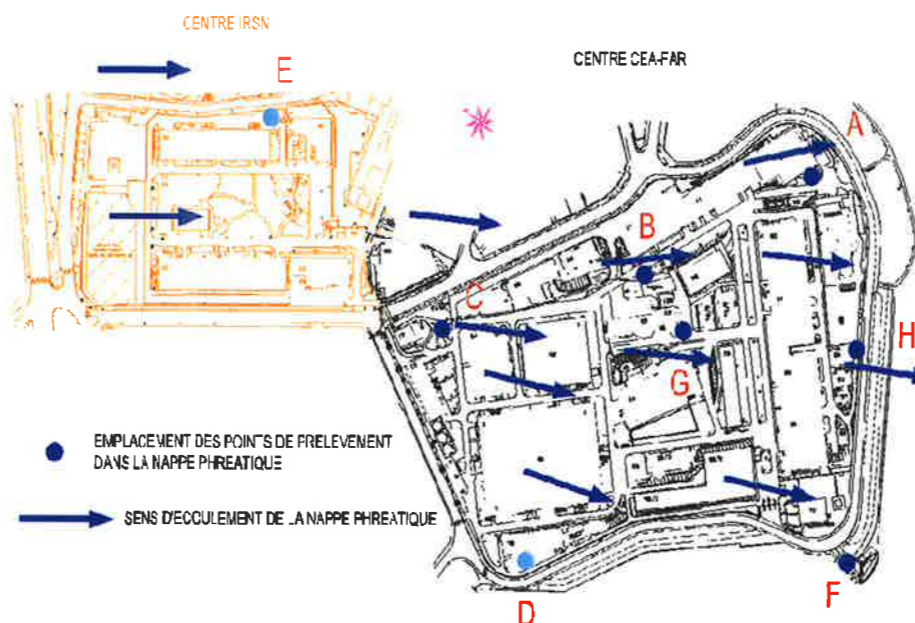 CENTRE IRSN
CENTRE CEA-FAR
E
A
B
C
H
G
EMPLACEMENT DES POINTS DE PRELEVEMENT
DANS LA NAPPE PHREATIQUE
SENS D'ECCULEMENT DE LA NAPPE PHREATIQUE
D
F